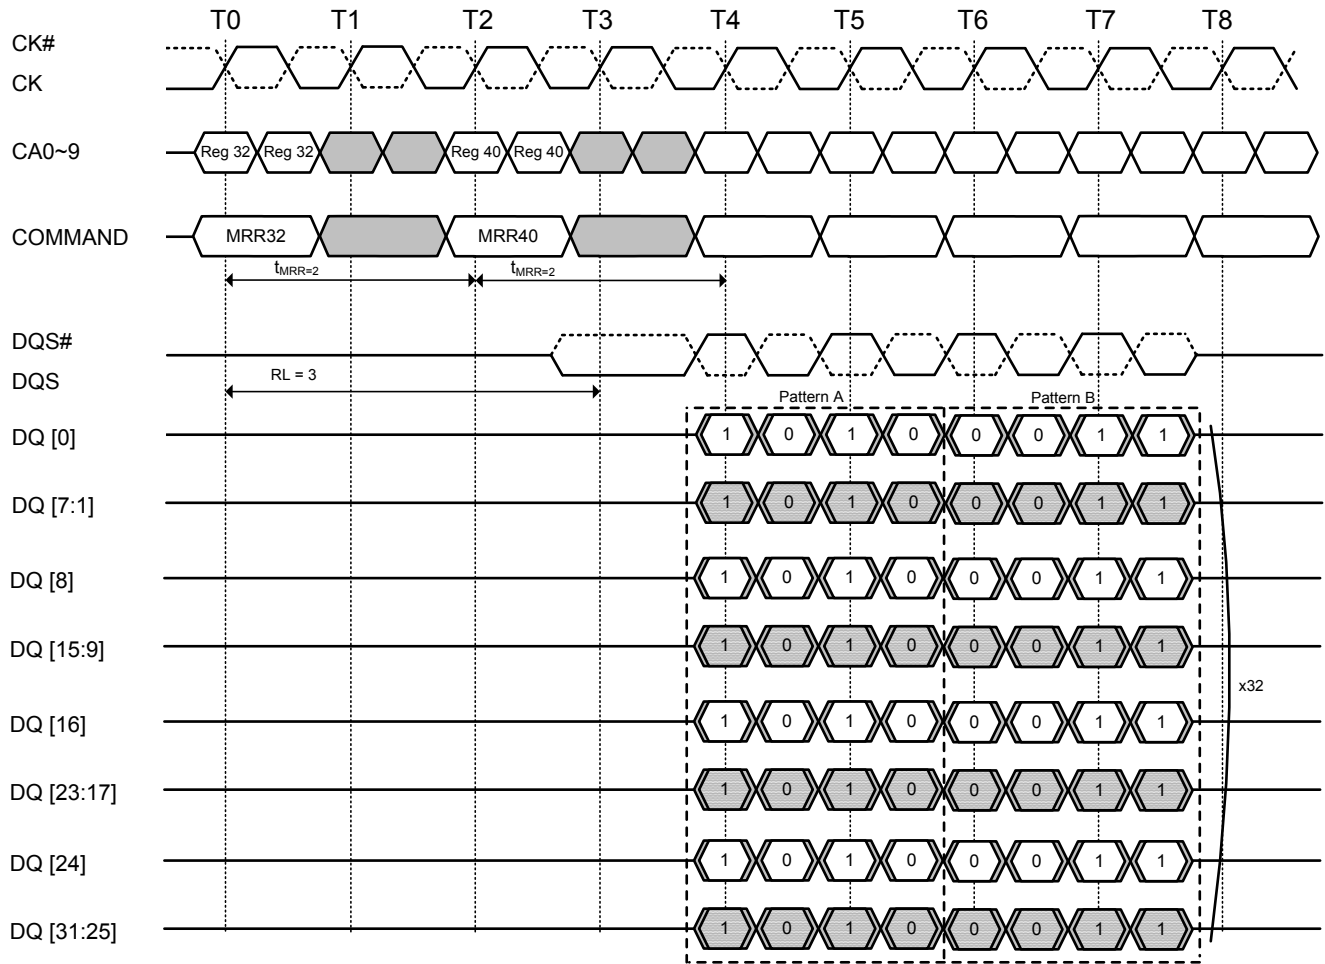 T0 T1 T2 T3 T4 T5 T6 T7 T8
CK#
CK
CA0~9 Reg 32 Reg 32 Reg 40 Reg 40
COMMAND MRR32 MRR40
tMRR=2 tMRR=2
DQS#
DQS RL = 3
Pattern A Pattern B
DQ [0] 1 0 1 0 0 0 1 1
DQ [7:1] 1 0 1 0 0 0 1 1
DQ [8] 1 0 1 0 0 0 1 1
DQ [15:9] 1 0 1 0 0 0 1 1
x32
DQ [16] 1 0 1 0 0 0 1 1
DQ [23:17] 1 0 1 0 0 0 1 1
DQ [24] 1 0 1 0 0 0 1 1
DQ [31:25] 1 0 1 0 0 0 1 1